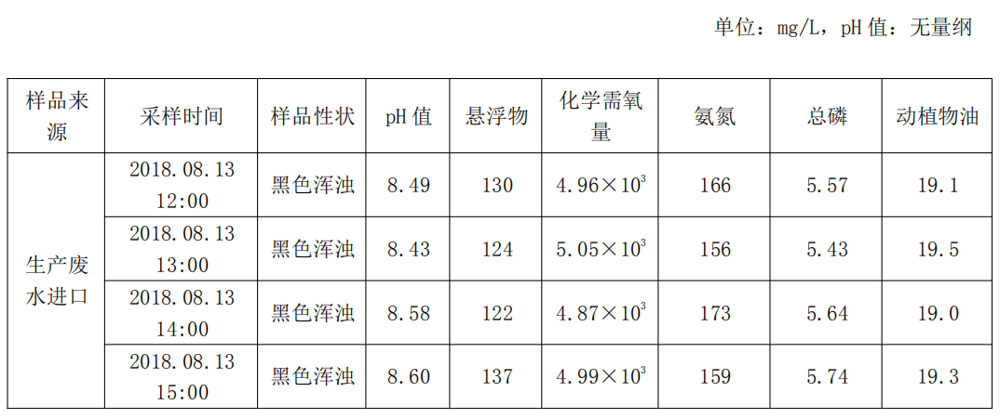 单位：mg/L，pH 值：无量纲
样品来源 采样时间 样品性状 pH 值 悬浮物 化学需氧量 氨氮 总磷 动植物油
生产废水进口
2018.08.13 12:00 黑色浑浊 8.49 130 4.96×10³ 166 5.57 19.1
2018.08.13 13:00 黑色浑浊 8.43 124 5.05×10³ 156 5.43 19.5
2018.08.13 14:00 黑色浑浊 8.58 122 4.87×10³ 173 5.64 19.0
2018.08.13 15:00 黑色浑浊 8.60 137 4.99×10³ 159 5.74 19.3